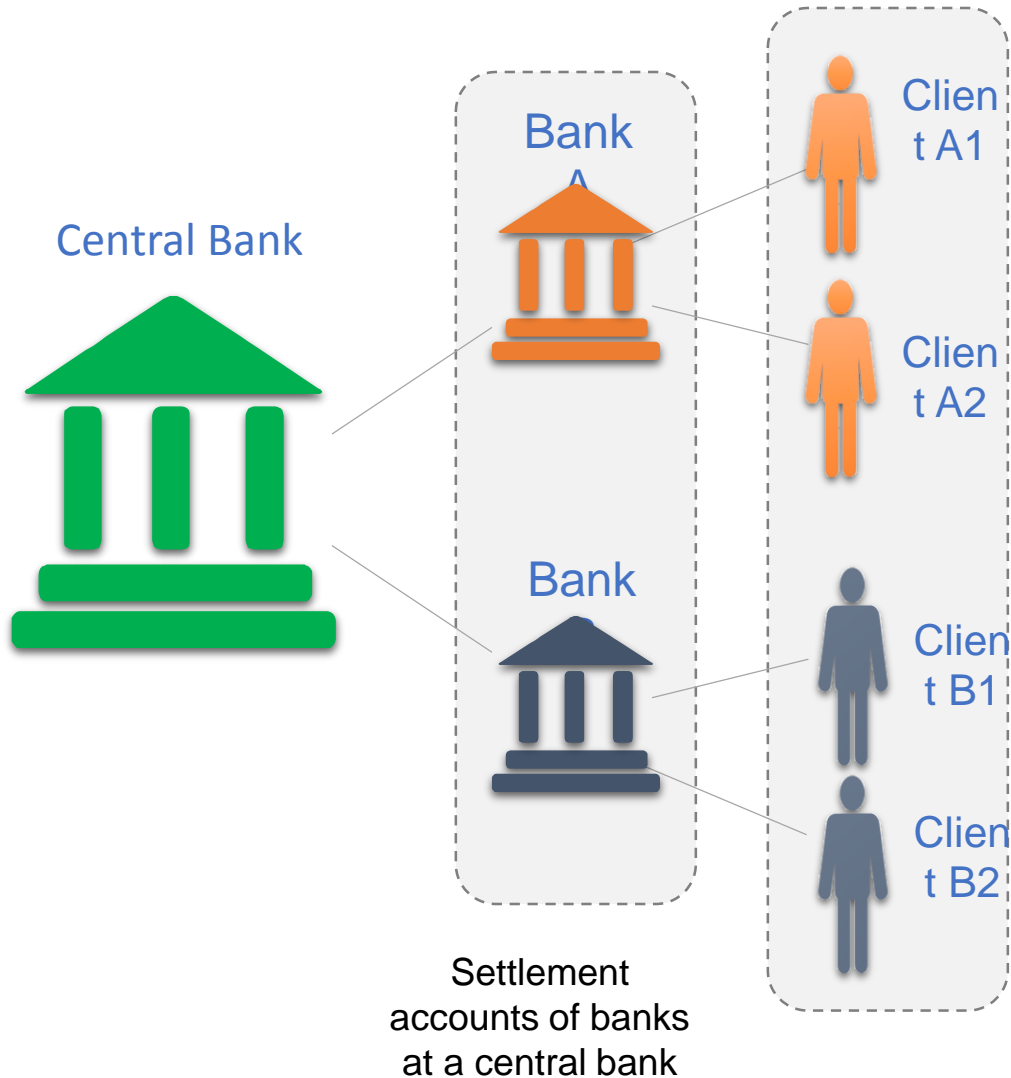 Central Bank
Bank
A
Clien
t A1
Clien
t A2
Bank
Clien
t B1
Clien
t B2
Settlement
accounts of banks
at a central bank